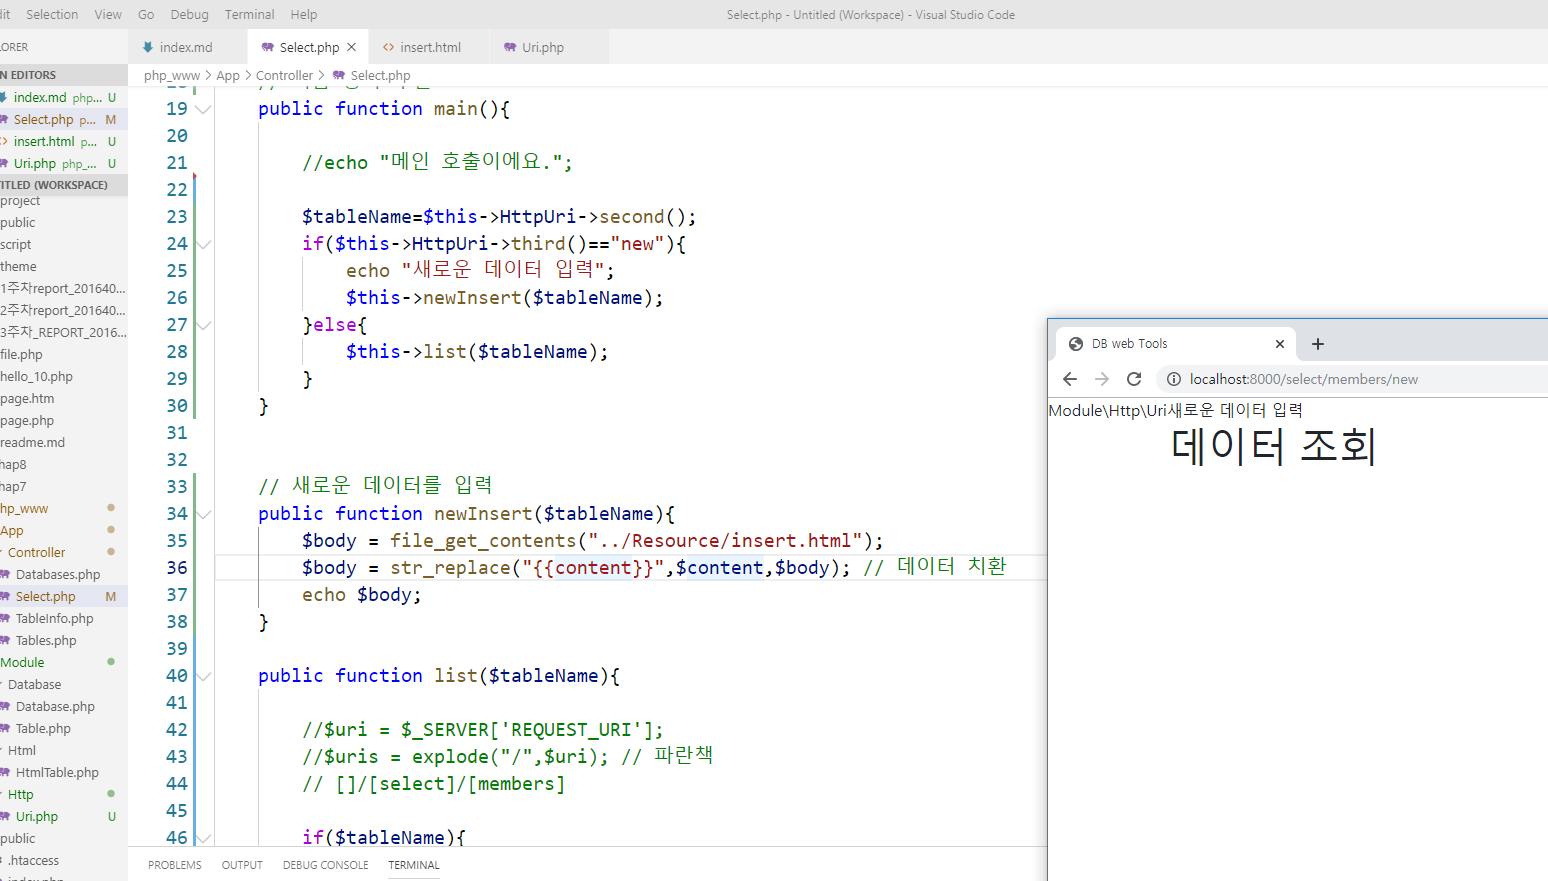 dit Selection View Go Debug Terminal Help
Select.php - Untitled (Workspace) - Visual Studio Code
LORER
N EDITORS
index.md php... U
Select.php p... M
insert.html p... U
Uri.php php_... U
TITLED (WORKSPACE)
project
public
script
theme
1주차report_201640...
2주차report_201640...
3주차_REPORT_2016...
file.php
hello_10.php
page.htm
page.php
readme.md
hap8
hap7
hp_www
App
Controller
Databases.php
Select.php M
TableInfo.php
Tables.php
Module
Database
Database.php
Table.php
Html
HtmlTable.php
Http
Uri.php U
public
.htaccess
index.php
index.md Select.php × insert.html Uri.php
php_www > App > Controller > Select.php
19 public function main(){
20
21 //echo "메인 호출이에요.";
22
23 $tableName=$this->HttpUri->second();
24 if($this->HttpUri->third()=="new"){
25 echo "새로운 데이터 입력";
26 $this->newInsert($tableName);
27 }else{
28 $this->list($tableName);
29 }
30 }
31
32
33 // 새로운 데이터를 입력
34 public function newInsert($tableName){
35 $body = file_get_contents("../Resource/insert.html");
36 $body = str_replace("{{content}}",$content,$body); // 데이터 치환
37 echo $body;
38 }
39
40 public function list($tableName){
41
42 //$uri = $_SERVER['REQUEST_URI'];
43 //$uris = explode("/",$uri); // 파란책
44 // []/[select]/[members]
45
46 if($tableName){
PROBLEMS OUTPUT DEBUG CONSOLE TERMINAL
DB web Tools
localhost:8000/select/members/new
Module\Http\Uri새로운 데이터 입력
데이터 조회